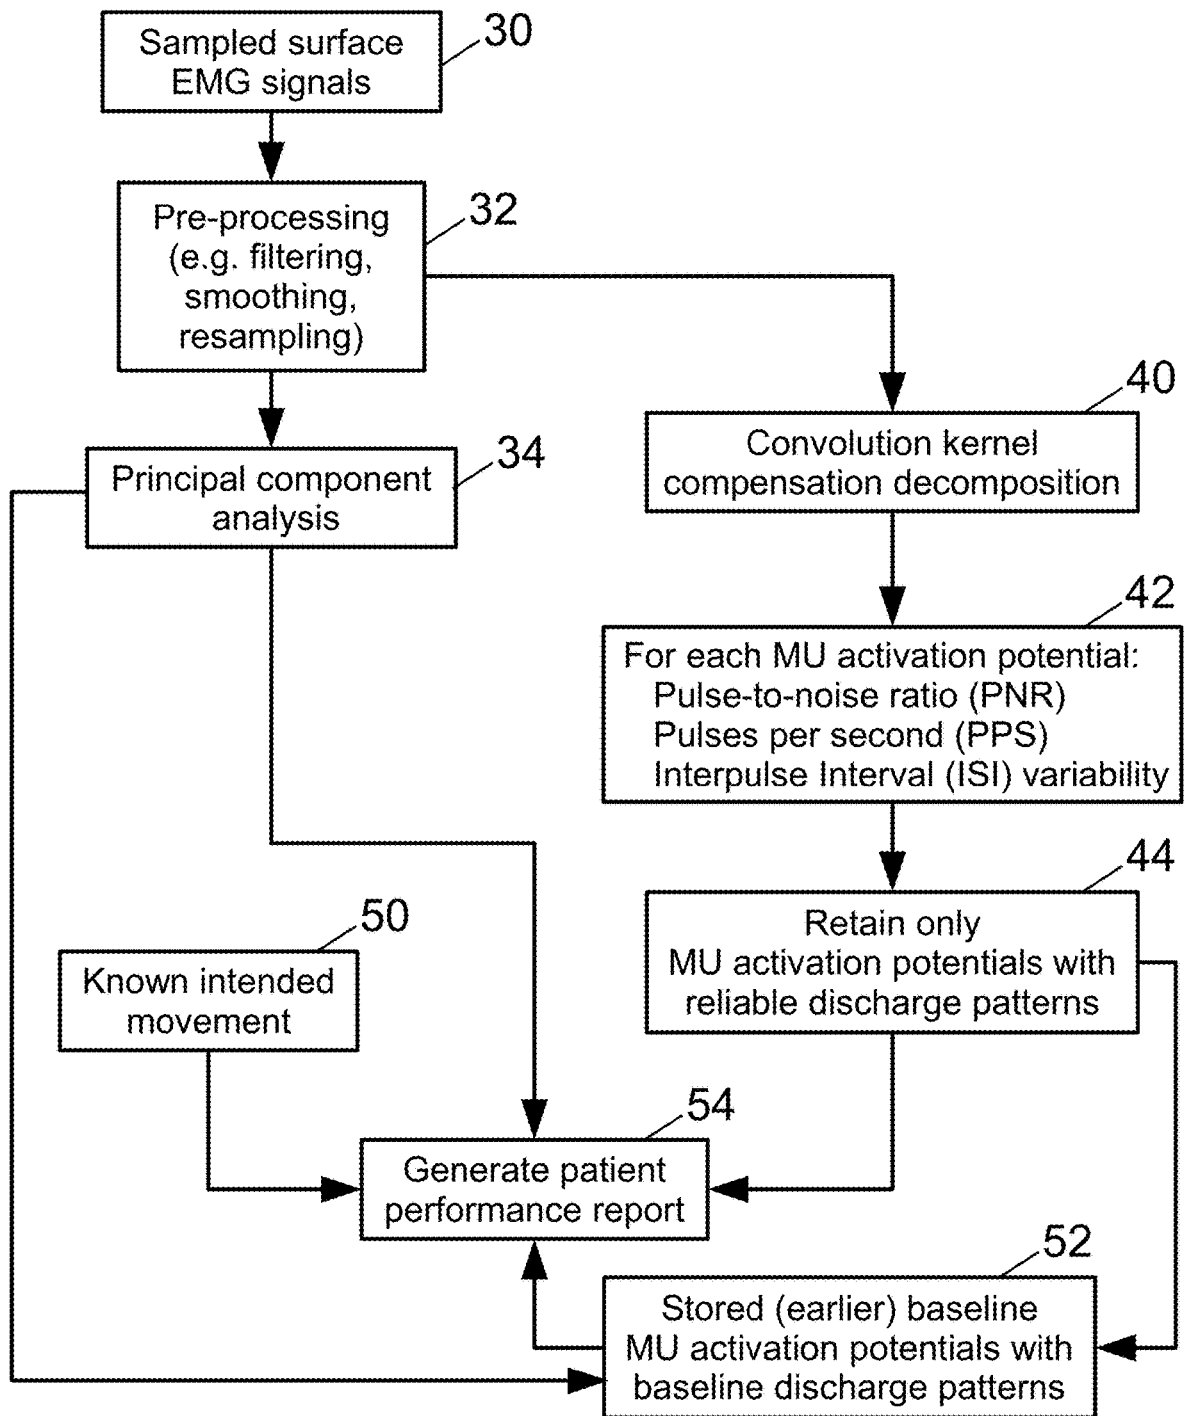 Sampled surface
EMG signals
30
Pre-processing
(e.g. filtering,
smoothing,
resampling)
32
Principal component
analysis
34
Convolution kernel
compensation decomposition
40
For each MU activation potential:
Pulse-to-noise ratio (PNR)
Pulses per second (PPS)
Interpulse Interval (ISI) variability
42
Retain only
MU activation potentials with
reliable discharge patterns
44
Known intended
movement
50
Generate patient
performance report
54
Stored (earlier) baseline
MU activation potentials with
baseline discharge patterns
52